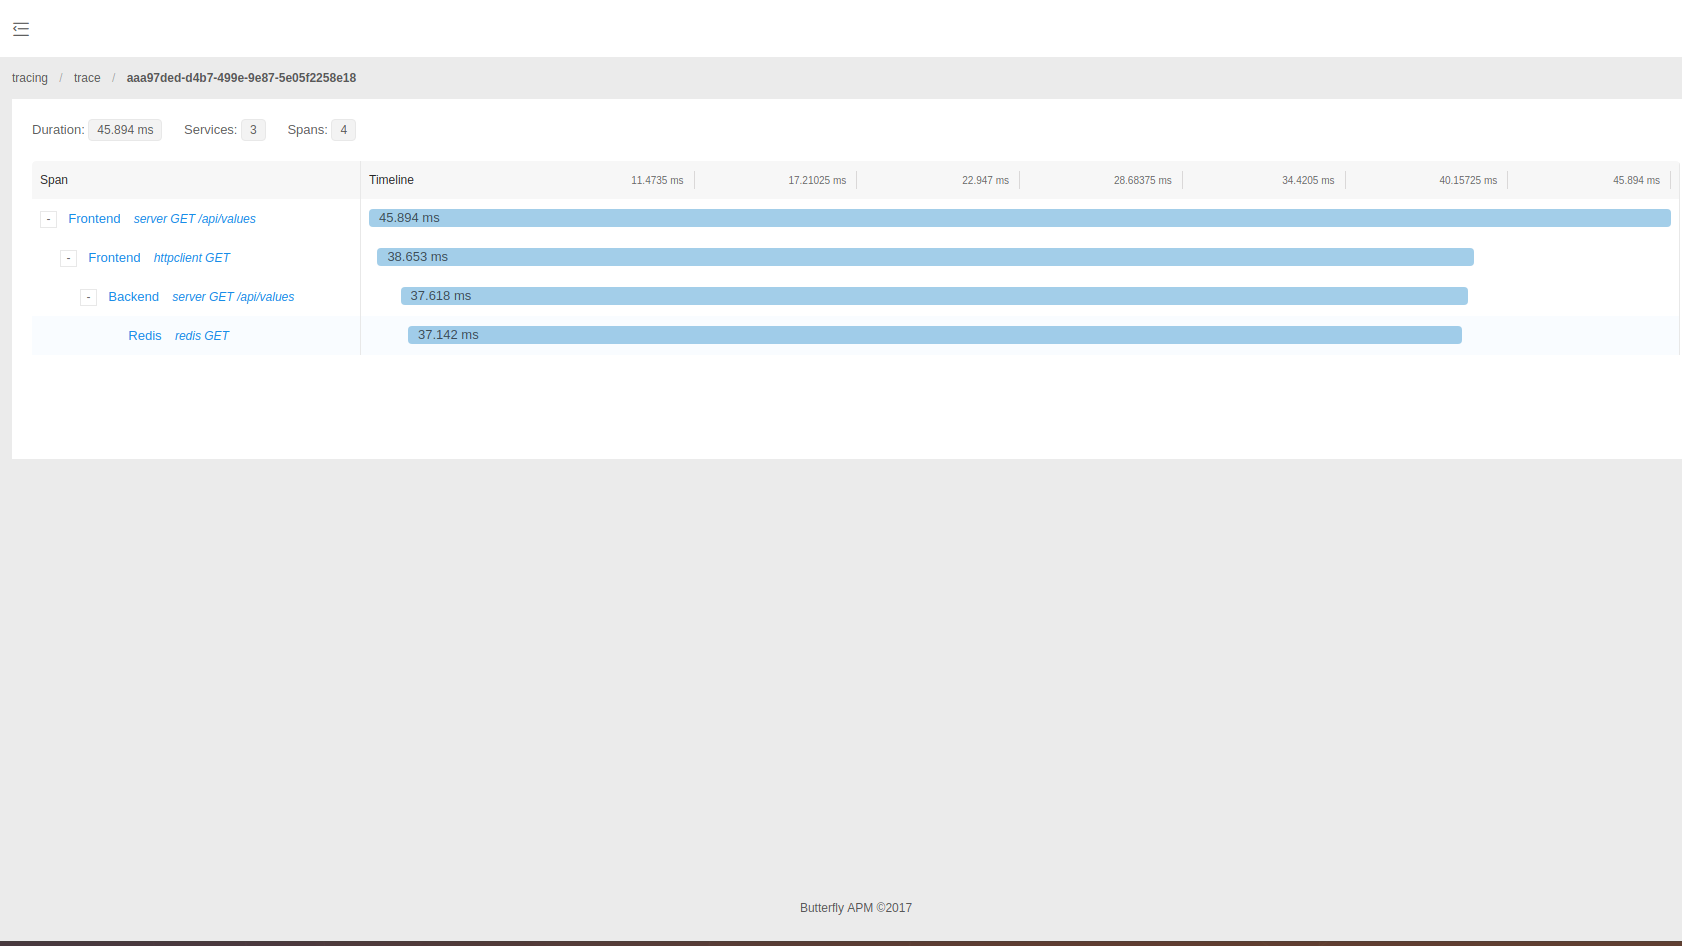 tracing / trace / aaa97ded-d4b7-499e-9e87-5e05f2258e18
Duration: 45.894 ms Services: 3 Spans: 4
Span Timeline 11.4735 ms 17.21025 ms 22.947 ms 28.68375 ms 34.4205 ms 40.15725 ms 45.894 ms
- Frontend server GET /api/values 45.894 ms
- Frontend httpclient GET 38.653 ms
- Backend server GET /api/values 37.618 ms
Redis redis GET 37.142 ms
Butterfly APM ©2017